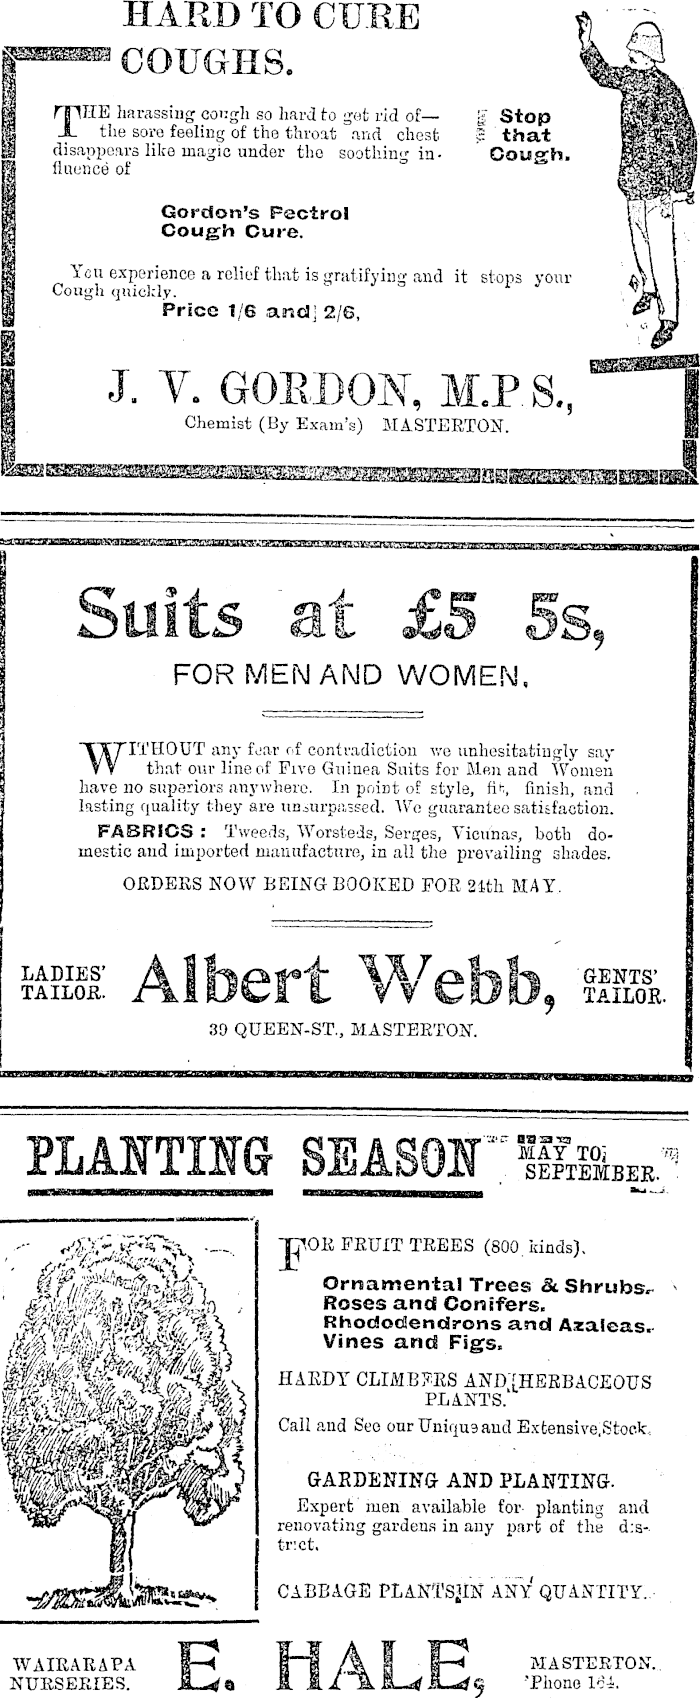 HARD TO CURE
COUGHS.
THE harassing cough so hard to get rid of—
the sore feeling of the throat and chest
disappears like magic under the soothing in-
fluence of
Stop
that
Cough.
Gordon's Pectrol
Cough Cure.
You experience a relief that is gratifying and it stops your
Cough quickly.
Price 1/6 and 2/6,
J. V. GORDON, M.P.S.,
Chemist (By Exam's) MASTERTON.
Suits at £5 5s,
FOR MEN AND WOMEN.
WITHOUT any fear of contradiction we unhesitatingly say
that our line of Five Guinea Suits for Men and Women
have no superiors anywhere. In point of style, fit, finish, and
lasting quality they are unsurpassed. We guarantee satisfaction.
FABRICS: Tweeds, Worsteds, Serges, Vicunas, both do-
mestic and imported manufacture, in all the prevailing shades.
ORDERS NOW BEING BOOKED FOR 24th MAY.
LADIES'
TAILOR.
Albert Webb,
GENTS'
TAILOR.
39 QUEEN-ST., MASTERTON.
PLANTING SEASON
MAY TO
SEPTEMBER.
FOR FRUIT TREES (800 kinds).
Ornamental Trees & Shrubs.
Roses and Conifers.
Rhododendrons and Azaleas.
Vines and Figs.
HARDY CLIMBERS AND HERBACEOUS
PLANTS.
Call and See our Unique and Extensive Stock.
GARDENING AND PLANTING.
Expert men available for planting and
renovating gardens in any part of the dis-
trict.
CABBAGE PLANTS IN ANY QUANTITY.
WAIRARAPA
NURSERIES.
E. HALE,
MASTERTON.
'Phone 164.